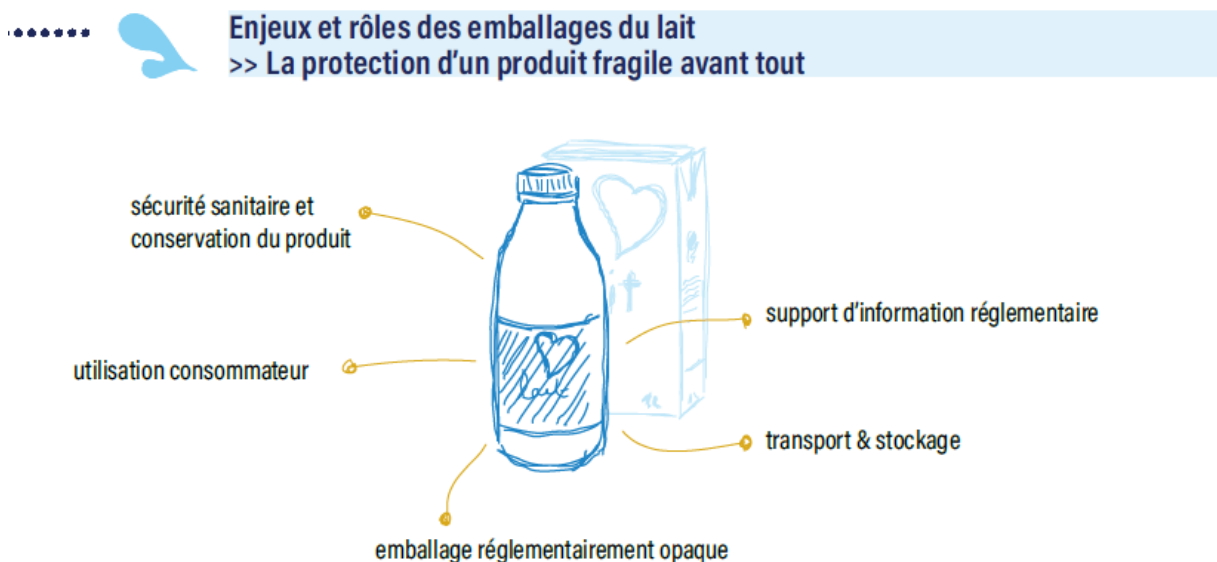 Enjeux et rôles des emballages du lait
>> La protection d'un produit fragile avant tout
sécurité sanitaire et
conservation du produit
support d'information réglementaire
utilisation consommateur
lait
transport & stockage
emballage réglementairement opaque